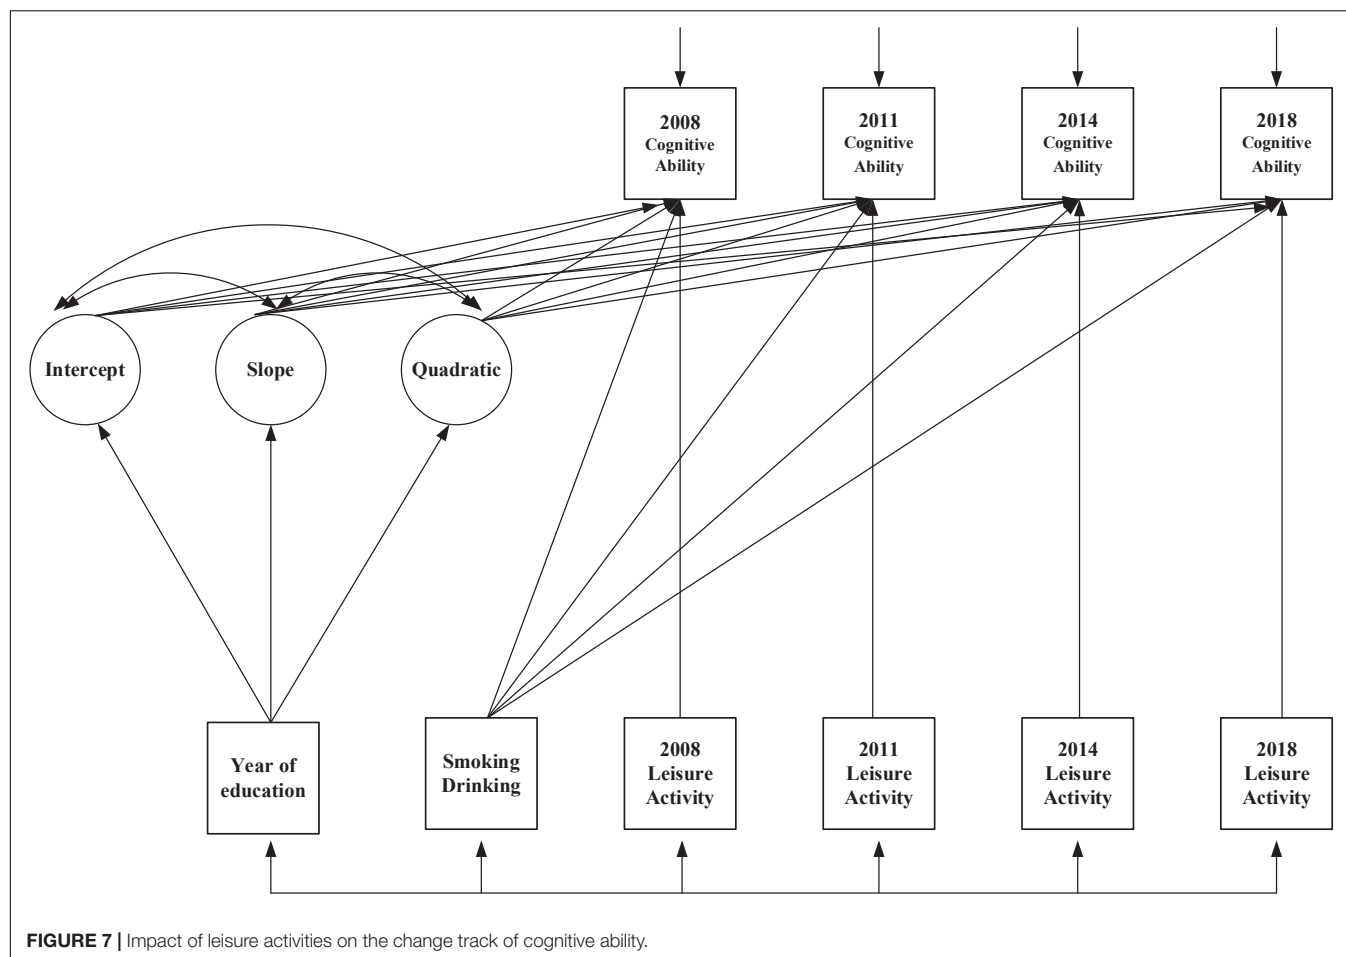 2008
Cognitive
Ability
2011
Cognitive
Ability
2014
Cognitive
Ability
2018
Cognitive
Ability
Intercept
Slope
Quadratic
Year of
education
Smoking
Drinking
2008
Leisure
Activity
2011
Leisure
Activity
2014
Leisure
Activity
2018
Leisure
Activity
FIGURE 7 | Impact of leisure activities on the change track of cognitive ability.